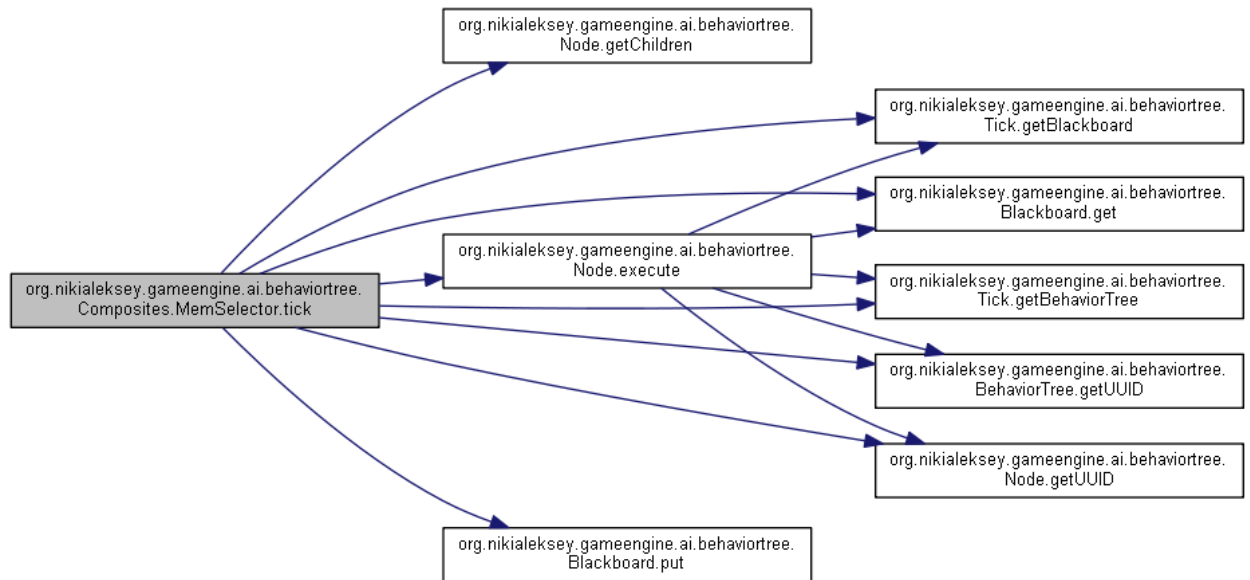 org.nikialeksey.gameengine.ai.behaviortree.
Node.getChildren
org.nikialeksey.gameengine.ai.behaviortree.
Tick.getBlackboard
org.nikialeksey.gameengine.ai.behaviortree.
Blackboard.get
org.nikialeksey.gameengine.ai.behaviortree.
Node.execute
org.nikialeksey.gameengine.ai.behaviortree.
Composites.MemSelector.tick
org.nikialeksey.gameengine.ai.behaviortree.
Tick.getBehaviorTree
org.nikialeksey.gameengine.ai.behaviortree.
BehaviorTree.getUUID
org.nikialeksey.gameengine.ai.behaviortree.
Node.getUUID
org.nikialeksey.gameengine.ai.behaviortree.
Blackboard.put